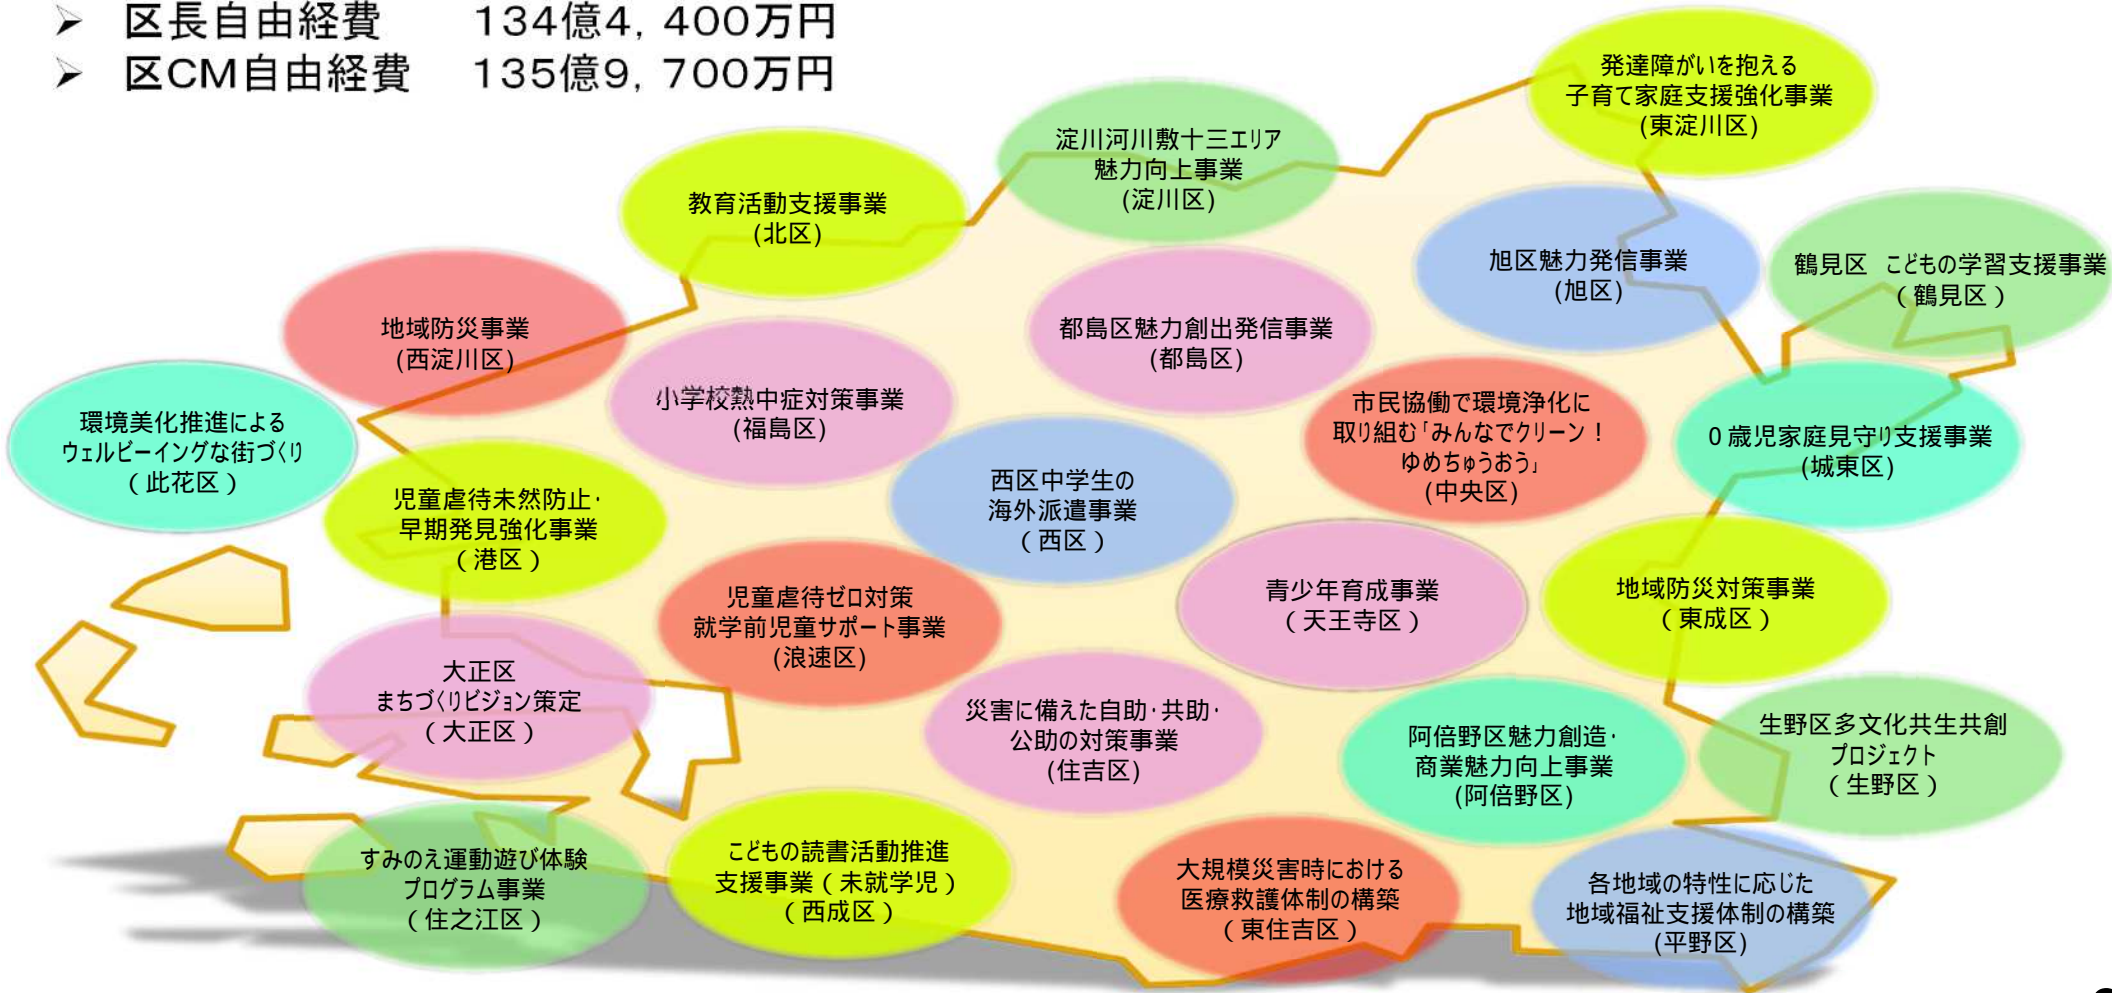 ➢ 区長自由経費 134億4，400万円
➢ 区CM自由経費 135億9，700万円
発達障がいを抱える
子育て家庭支援強化事業
(東淀川区)
淀川河川敷十三エリア
魅力向上事業
(淀川区)
教育活動支援事業
(北区)
旭区魅力発信事業
(旭区)
鶴見区　こどもの学習支援事業
（鶴見区）
地域防災事業
(西淀川区)
都島区魅力創出発信事業
(都島区)
小学校熱中症対策事業
(福島区)
市民協働で環境浄化に
取り組む「みんなでクリーン！
ゆめちゅうおう」
(中央区)
環境美化推進による
ウェルビーイングな街づくり
（此花区）
0歳児家庭見守り支援事業
(城東区)
西区中学生の
海外派遣事業
（西区）
児童虐待未然防止・
早期発見強化事業
（港区）
児童虐待ゼロ対策
就学前児童サポート事業
(浪速区)
青少年育成事業
（天王寺区）
地域防災対策事業
（東成区）
大正区
まちづくりビジョン策定
（大正区）
災害に備えた自助・共助・
公助の対策事業
(住吉区)
阿倍野区魅力創造・
商業魅力向上事業
(阿倍野区)
生野区多文化共生共創
プロジェクト
（生野区）
すみのえ運動遊び体験
プログラム事業
（住之江区）
こどもの読書活動推進
支援事業（未就学児）
（西成区）
大規模災害時における
医療救護体制の構築
（東住吉区）
各地域の特性に応じた
地域福祉支援体制の構築
(平野区)